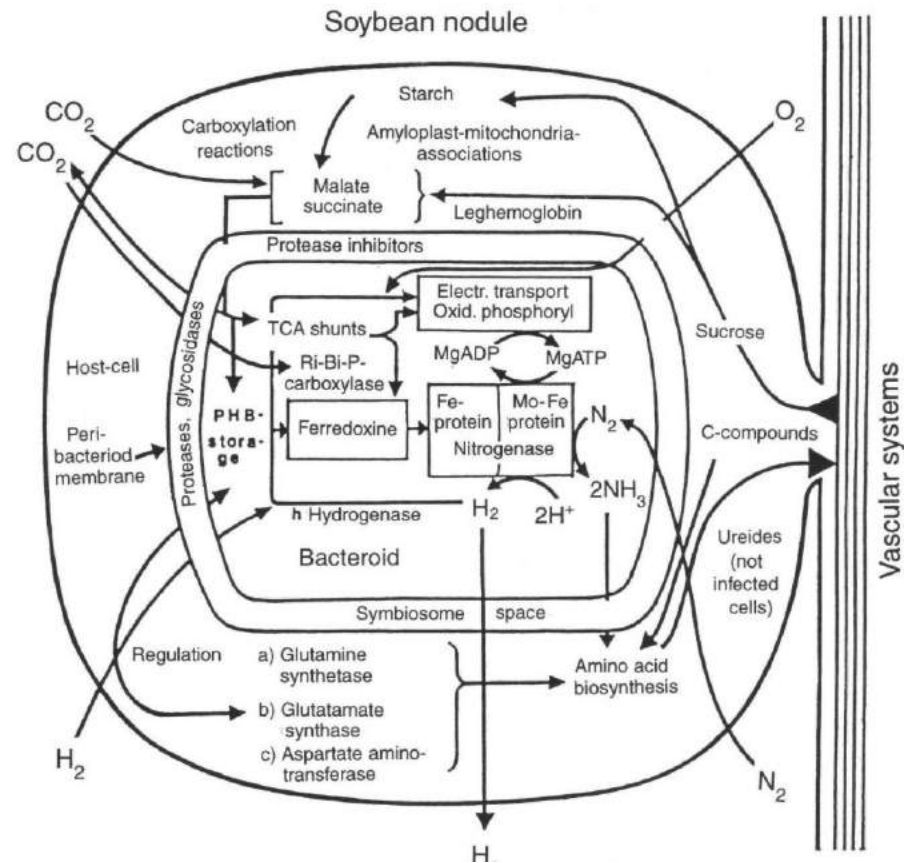 Soybean nodule
CO2
CO2
Carboxylation
reactions
Starch
Amyloplast-mitochondria-
associations
O2
Malate
succinate
Leghemoglobin
Protease inhibitors
Electr. transport
Oxid. phosphoryl
TCA shunts
MgADP
MgATP
Sucrose
Ri-Bi-P-
carboxylase
Host-cell
Proteases, glycosidases
PHB-
stora-
ge
Ferredoxine
Fe-
protein
Mo-Fe
protein
Nitrogenase
N2
C-compounds
Peri-
bacteriod
membrane
2NH3
h Hydrogenase
H2
2H+
Bacteroid
Ureides
(not
infected
cells)
Vascular systems
Symbiosome space
Regulation
a) Glutamine
synthetase
b) Glutatamate
synthase
c) Aspartate amino-
transferase
Amino acid
biosynthesis
H2
N2
H